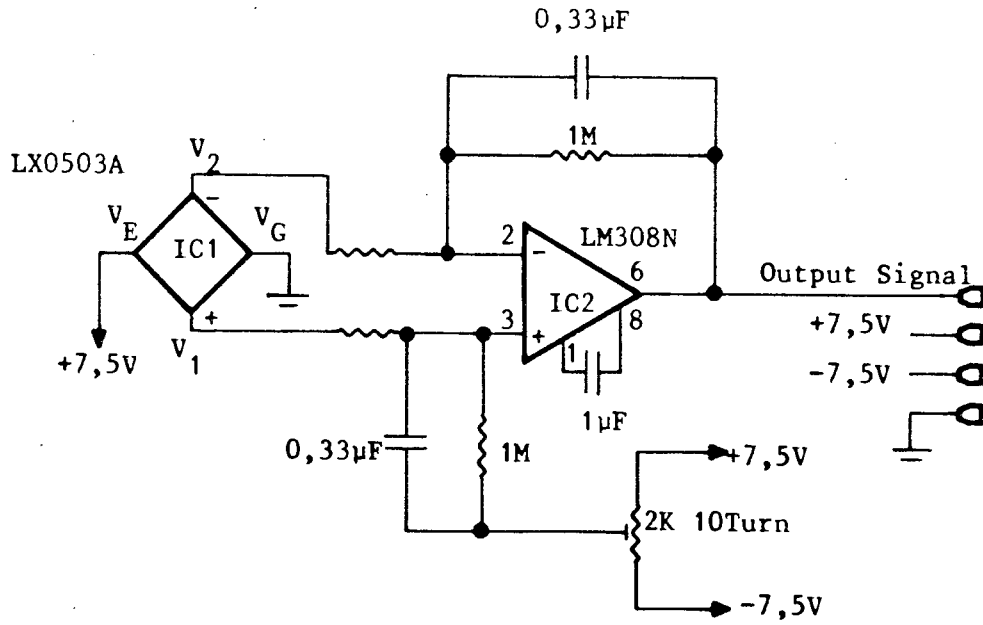 0,33µF
1M
LX0503A
V2
VE
VG
-
IC1
+
V1
+7,5V
2
-
LM308N
6
IC2
8
3
+
1
1µF
Output Signal
+7,5V
-7,5V
0,33µF
1M
+7,5V
2K 10Turn
-7,5V